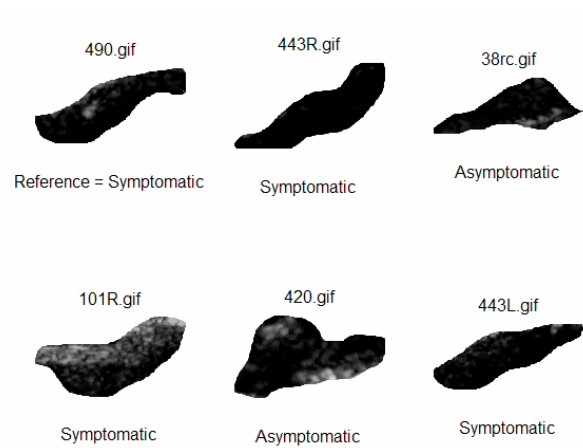 490.gif
443R.gif
38rc.gif
Reference = Symptomatic
Symptomatic
Asymptomatic
101R.gif
420.gif
443L.gif
Symptomatic
Asymptomatic
Symptomatic